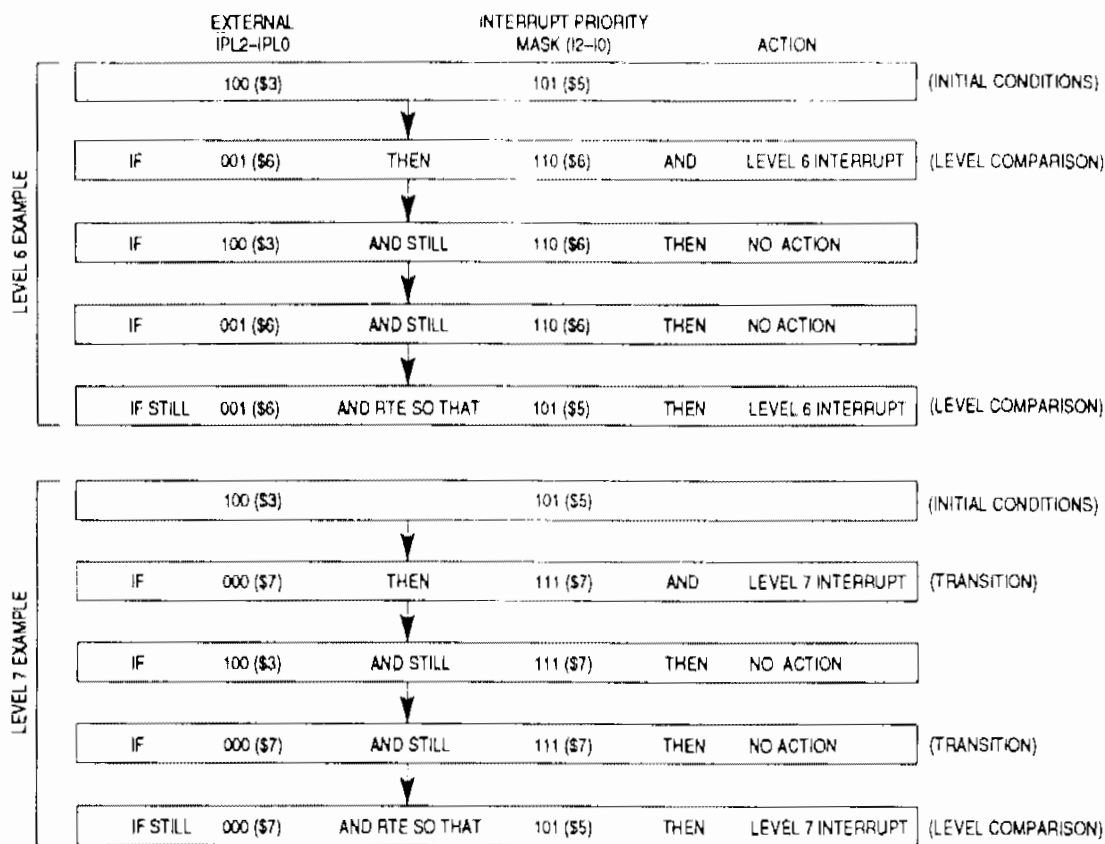 EXTERNAL IPL2–IPL0 INTERRUPT PRIORITY MASK (I2–I0) ACTION
LEVEL 6 EXAMPLE
100 ($3) 101 ($5) (INITIAL CONDITIONS)
IF 001 ($6) THEN 110 ($6) AND LEVEL 6 INTERRUPT (LEVEL COMPARISON)
IF 100 ($3) AND STILL 110 ($6) THEN NO ACTION
IF 001 ($6) AND STILL 110 ($6) THEN NO ACTION
IF STILL 001 ($6) AND RTE SO THAT 101 ($5) THEN LEVEL 6 INTERRUPT (LEVEL COMPARISON)
LEVEL 7 EXAMPLE
100 ($3) 101 ($5) (INITIAL CONDITIONS)
IF 000 ($7) THEN 111 ($7) AND LEVEL 7 INTERRUPT (TRANSITION)
IF 100 ($3) AND STILL 111 ($7) THEN NO ACTION
IF 000 ($7) AND STILL 111 ($7) THEN NO ACTION (TRANSITION)
IF STILL 000 ($7) AND RTE SO THAT 101 ($5) THEN LEVEL 7 INTERRUPT (LEVEL COMPARISON)